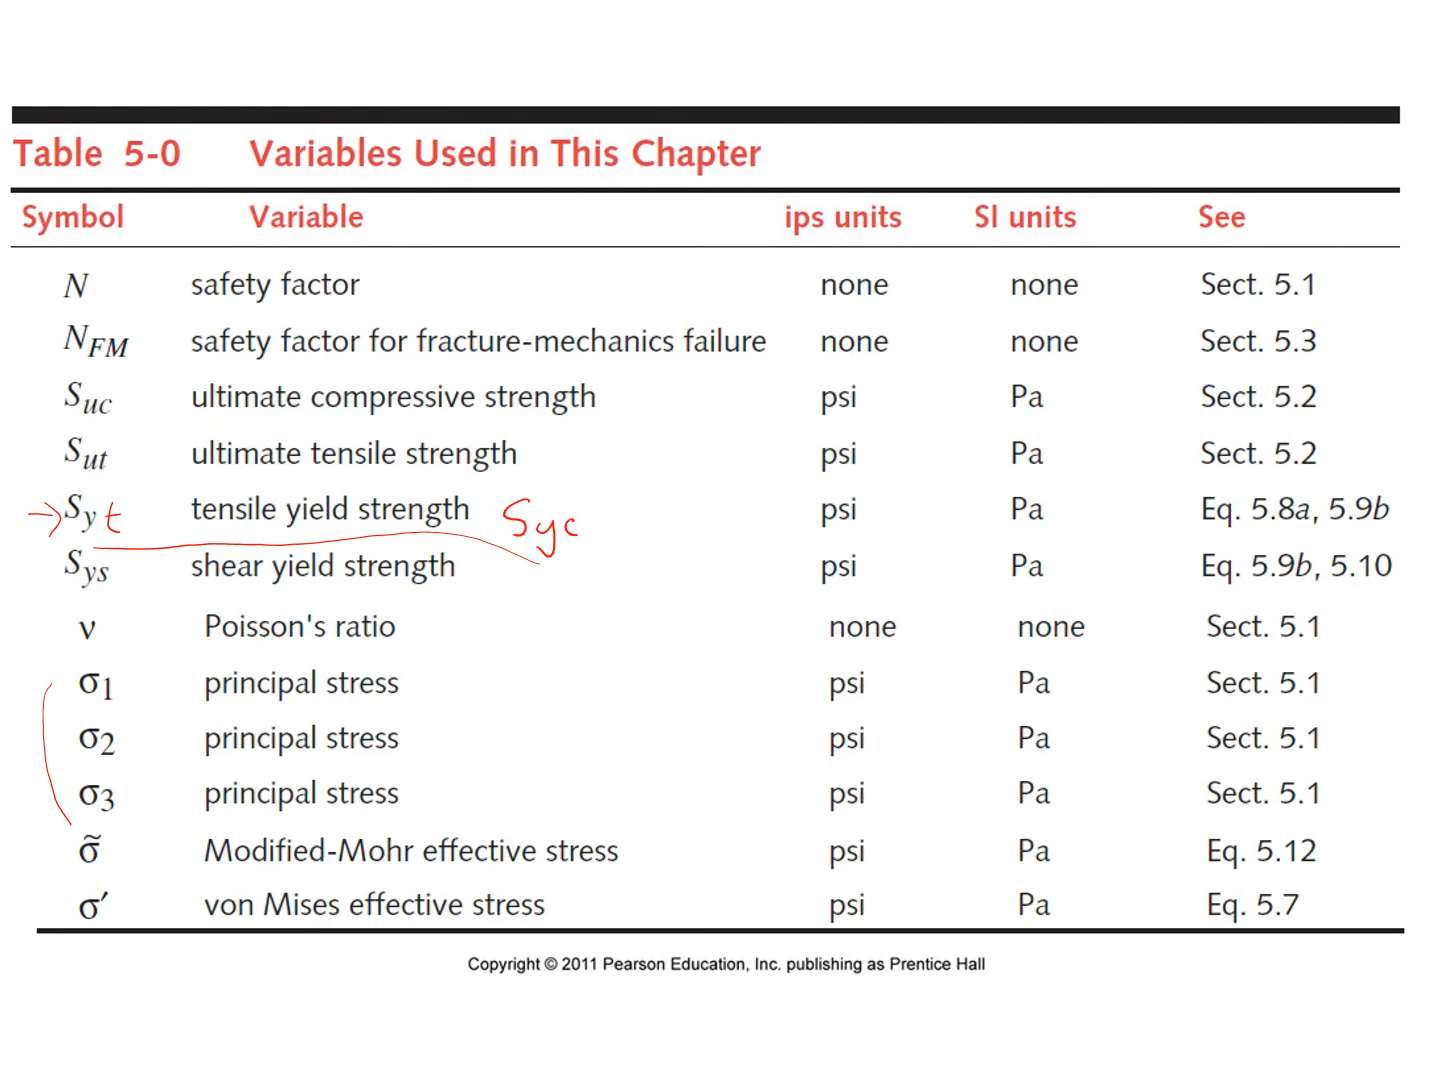 Table 5-0 Variables Used in This Chapter
Symbol Variable ips units SI units See
N safety factor none none Sect. 5.1
N_FM safety factor for fracture-mechanics failure none none Sect. 5.3
S_uc ultimate compressive strength psi Pa Sect. 5.2
S_ut ultimate tensile strength psi Pa Sect. 5.2
→ S_y t tensile yield strength Syc psi Pa Eq. 5.8a, 5.9b
S_ys shear yield strength psi Pa Eq. 5.9b, 5.10
ν Poisson's ratio none none Sect. 5.1
σ1 principal stress psi Pa Sect. 5.1
σ2 principal stress psi Pa Sect. 5.1
σ3 principal stress psi Pa Sect. 5.1
σ̃ Modified-Mohr effective stress psi Pa Eq. 5.12
σ′ von Mises effective stress psi Pa Eq. 5.7
Copyright © 2011 Pearson Education, Inc. publishing as Prentice Hall